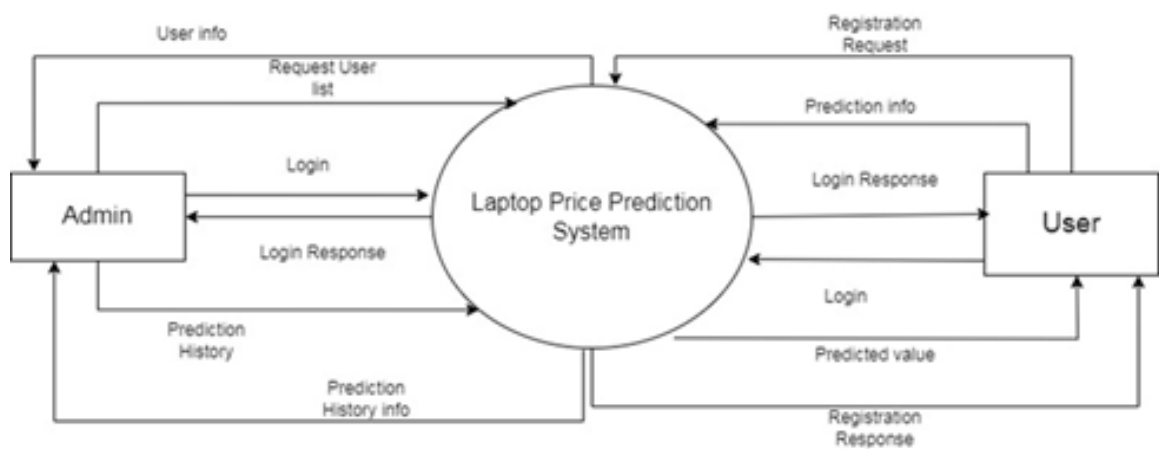 User info
Request User
list
Login
Admin
Login Response
Prediction
History
Prediction
History info
Laptop Price Prediction
System
Registration
Request
Prediction info
Login Response
User
Login
Predicted value
Registration
Response